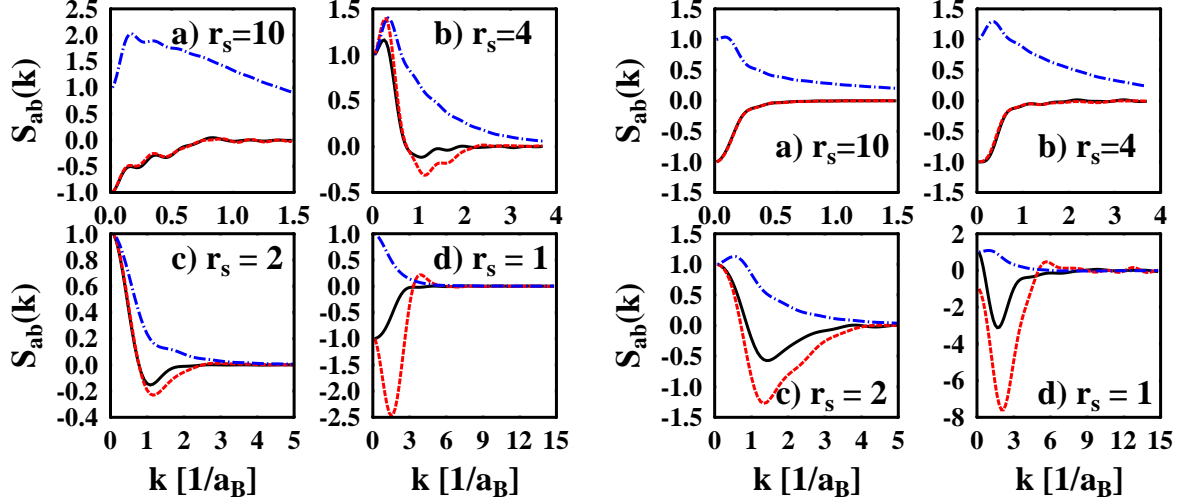 S_ab(k)
2.5
2.0
1.5
1.0
0.5
0.0
-0.5
-1.0
a) r_s=10
0.0 0.5 1.0 1.5
1.5
1.0
0.5
0.0
-0.5
b) r_s=4
0 1 2 3 4
S_ab(k)
1.0
0.8
0.6
0.4
0.2
0.0
-0.2
-0.4
c) r_s = 2
0 1 2 3 4 5
k [1/a_B]
1.0
0.5
0.0
-0.5
-1.0
-1.5
-2.0
-2.5
d) r_s = 1
0 3 6 9 12 15
k [1/a_B]
S_ab(k)
1.5
1.0
0.5
0.0
-0.5
-1.0
-1.5
a) r_s=10
0.0 0.5 1.0 1.5
1.5
1.0
0.5
0.0
-0.5
-1.0
-1.5
b) r_s=4
0 1 2 3 4
S_ab(k)
1.5
1.0
0.5
0.0
-0.5
-1.0
-1.5
c) r_s = 2
0 1 2 3 4 5
k [1/a_B]
2
0
-2
-4
-6
-8
d) r_s = 1
0 3 6 9 12 15
k [1/a_B]